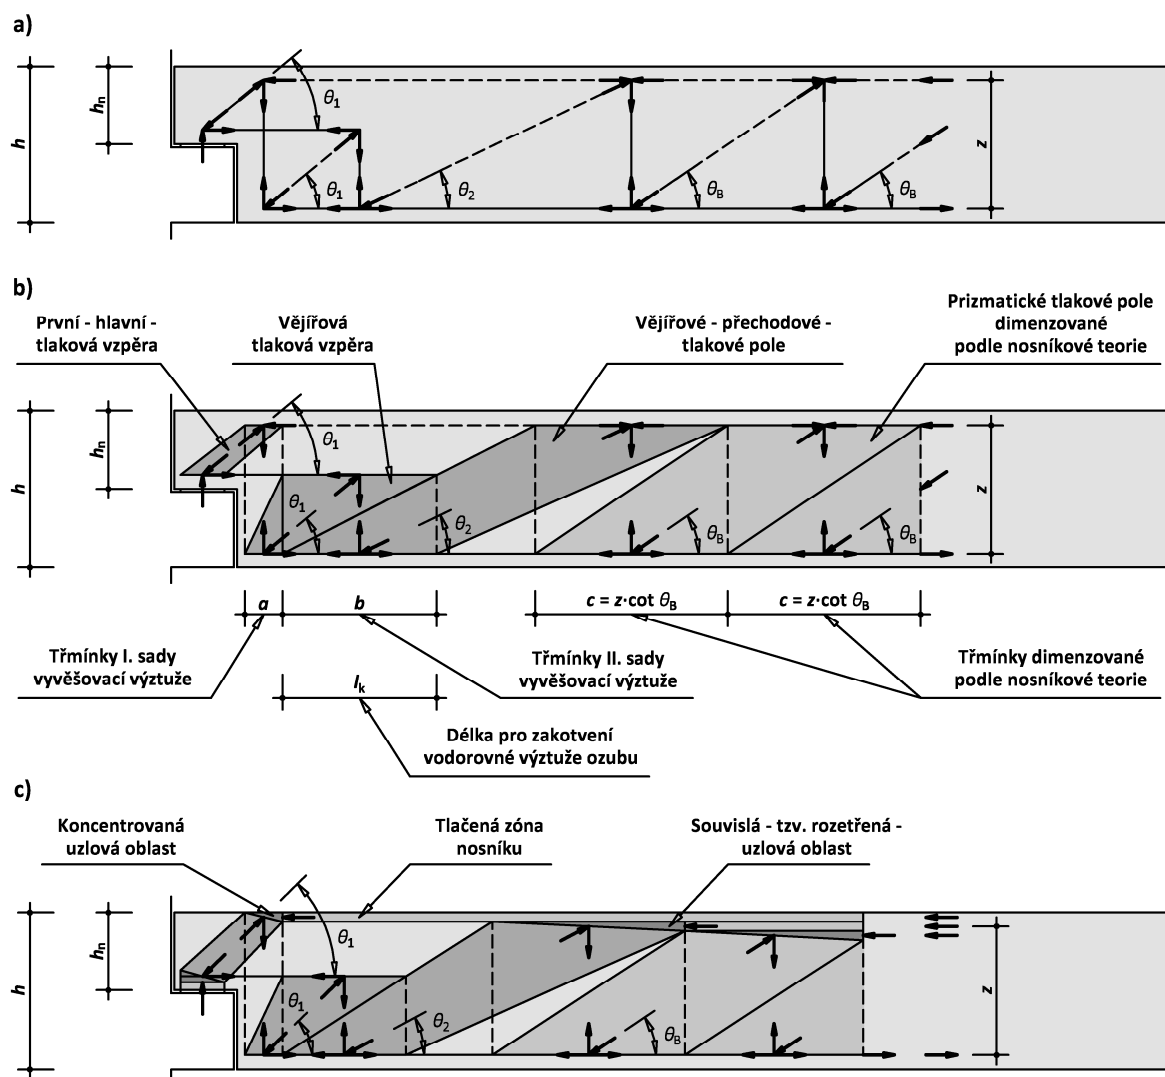 a)
h
hn
θ1
θ1
θ2
θB
θB
z
b)
První - hlavní -
tlaková vzpěra
Vějířová
tlaková vzpěra
Vějířové - přechodové -
tlakové pole
Prizmatické tlakové pole
dimenzované
podle nosníkové teorie
h
hn
θ1
θ1
θ2
θB
θB
z
a
b
c = z·cot θB
c = z·cot θB
Třmínky I. sady
vyvěšovací výztuže
Třmínky II. sady
vyvěšovací výztuže
Třmínky dimenzované
podle nosníkové teorie
lk
Délka pro zakotvení
vodorovné výztuže ozubu
c)
Koncentrovaná
uzlová oblast
Tlačená zóna
nosníku
Souvislá - tzv. rozetřená -
uzlová oblast
h
hn
θ1
θ1
θ2
θB
z